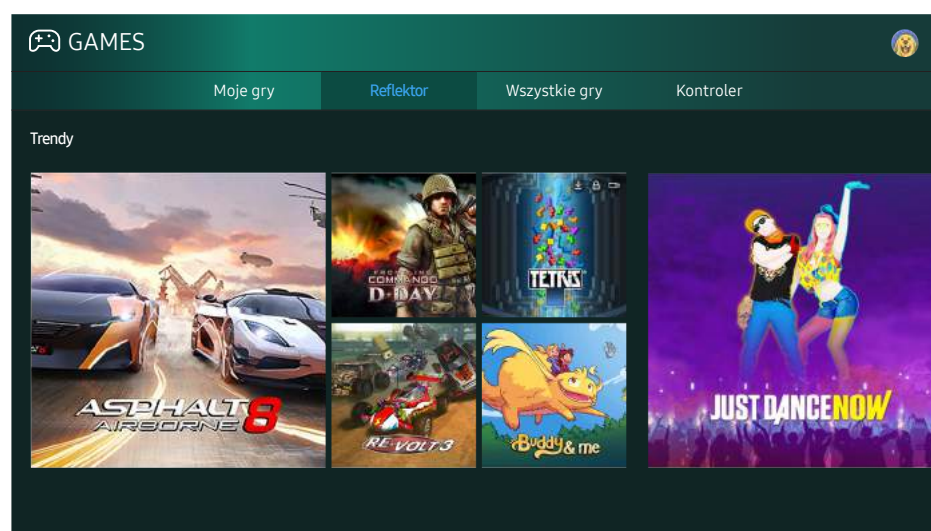 GAMES
Moje gry
Reflektor
Wszystkie gry
Kontroler
Trendy
ASPHALT 8
AIRBORNE
FRONTLINE
COMMANDO
D-DAY
TETRIS
RE-VOLT 3
Buddy & me
JUST DANCE NOW